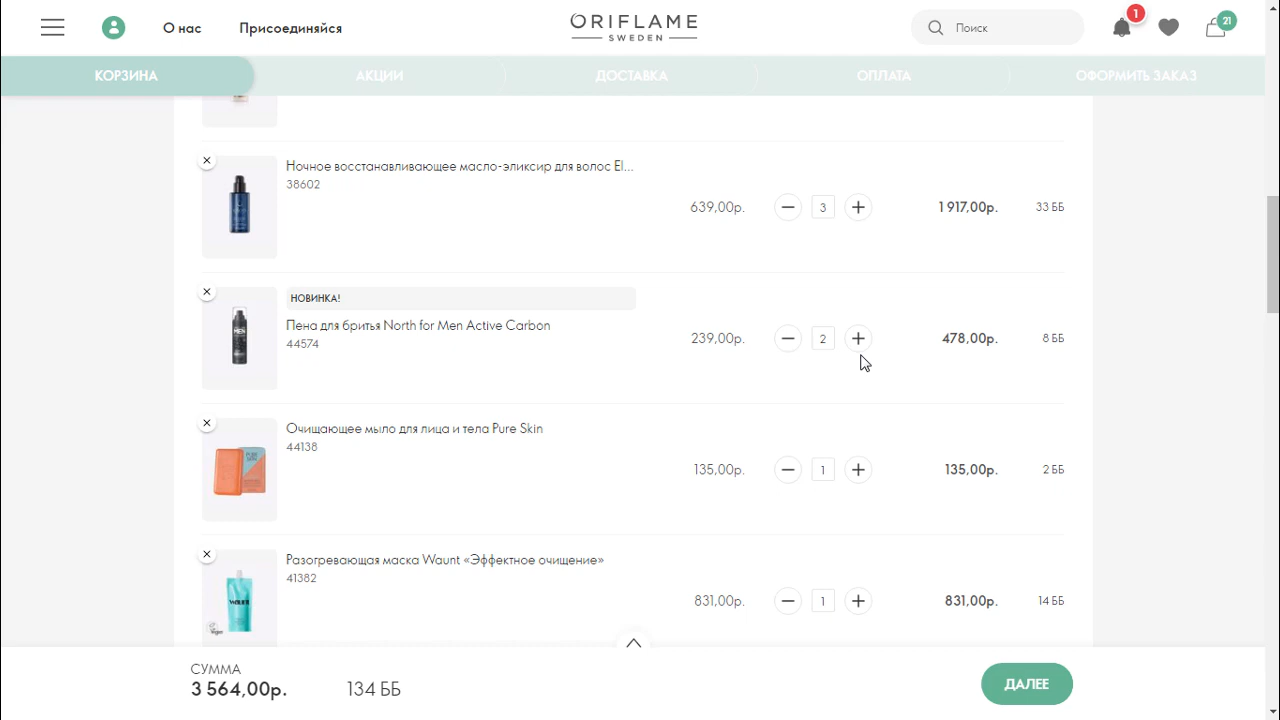 О нас
Присоединяйся
ORIFLAME
SWEDEN
Поиск
1
21
КОРЗИНА
АКЦИИ
ДОСТАВКА
ОПЛАТА
ОФОРМИТЬ ЗАКАЗ
Ночное восстанавливающее масло-эликсир для волос El...
38602
639,00р.
3
1 917,00р.
33 ББ
НОВИНКА!
Пена для бритья North for Men Active Carbon
44574
239,00р.
2
478,00р.
8 ББ
Очищающее мыло для лица и тела Pure Skin
44138
135,00р.
1
135,00р.
2 ББ
Разогревающая маска Waunt «Эффектное очищение»
41382
831,00р.
1
831,00р.
14 ББ
СУММА
3 564,00р.
134 ББ
ДАЛЕЕ